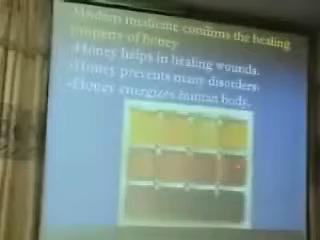 Modern medicine confirms the healing
property of honey
-Honey helps in healing wounds.
-Honey prevents many disorders.
-Honey energizes human body.